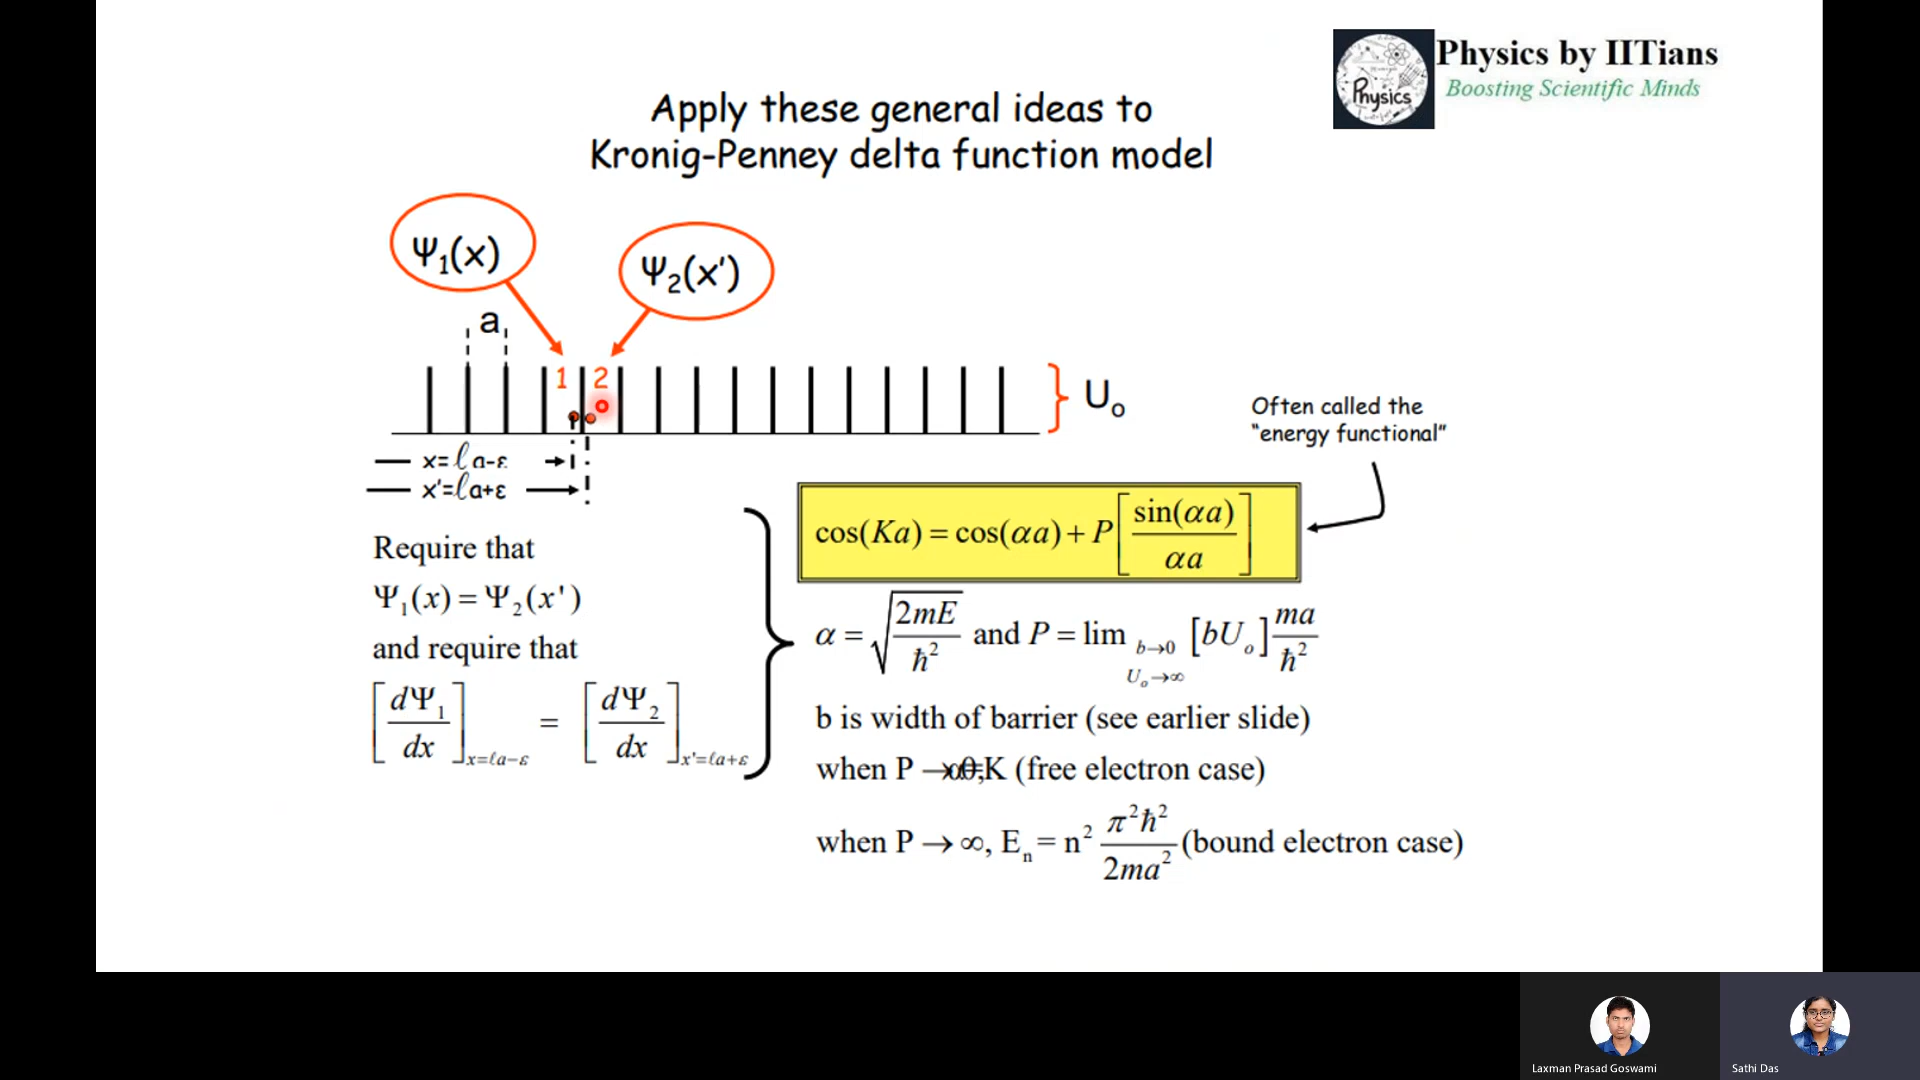 Physics
Physics by IITians
Boosting Scientific Minds
Apply these general ideas to
Kronig-Penney delta function model
Ψ₁(x)
Ψ₂(x')
a
1 2
U₀
x=ℓa-ε
x'=ℓa+ε
Often called the
"energy functional"
cos(Ka) = cos(αa) + P[sin(αa)/αa]
Require that
Ψ₁(x) = Ψ₂(x')
and require that
[dΨ₁/dx]x=ℓa-ε = [dΨ₂/dx]x'=ℓa+ε
α = √(2mE/ħ²) and P = lim b→0 U₀→∞ [bU₀] ma/ħ²
b is width of barrier (see earlier slide)
when P → K (free electron case)
when P → ∞, Eₙ = n² π²ħ²/2ma² (bound electron case)
Laxman Prasad Goswami
Sathi Das